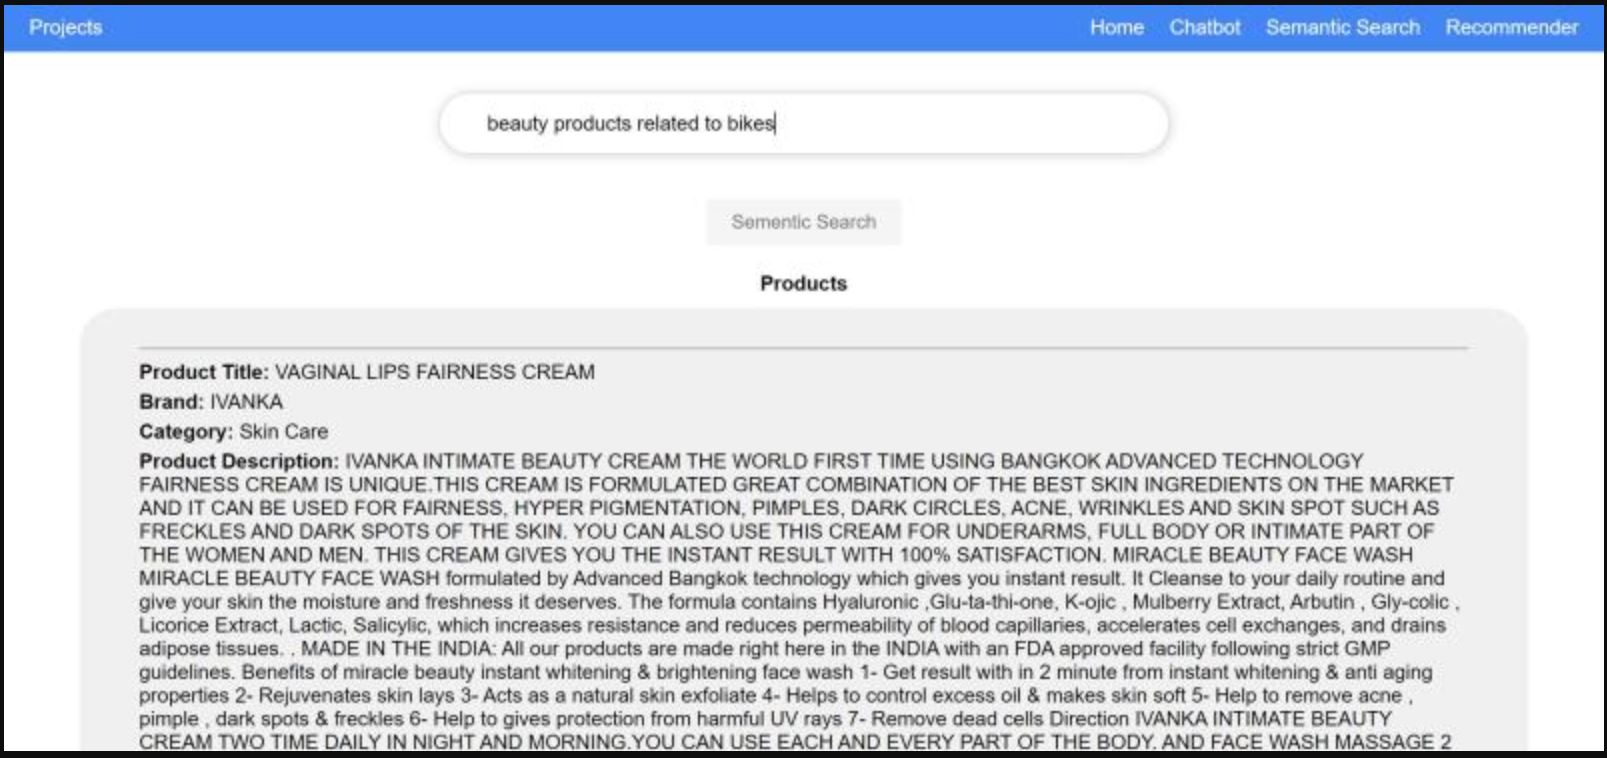 Projects
Home Chatbot Semantic Search Recommender
beauty products related to bikes
Sementic Search
Products
Product Title: VAGINAL LIPS FAIRNESS CREAM
Brand: IVANKA
Category: Skin Care
Product Description: IVANKA INTIMATE BEAUTY CREAM THE WORLD FIRST TIME USING BANGKOK ADVANCED TECHNOLOGY
FAIRNESS CREAM IS UNIQUE.THIS CREAM IS FORMULATED GREAT COMBINATION OF THE BEST SKIN INGREDIENTS ON THE MARKET
AND IT CAN BE USED FOR FAIRNESS, HYPER PIGMENTATION, PIMPLES, DARK CIRCLES, ACNE, WRINKLES AND SKIN SPOT SUCH AS
FRECKLES AND DARK SPOTS OF THE SKIN. YOU CAN ALSO USE THIS CREAM FOR UNDERARMS, FULL BODY OR INTIMATE PART OF
THE WOMEN AND MEN. THIS CREAM GIVES YOU THE INSTANT RESULT WITH 100% SATISFACTION. MIRACLE BEAUTY FACE WASH
MIRACLE BEAUTY FACE WASH formulated by Advanced Bangkok technology which gives you instant result. It Cleanse to your daily routine and
give your skin the moisture and freshness it deserves. The formula contains Hyaluronic ,Glu-ta-thi-one, K-ojic , Mulberry Extract, Arbutin , Gly-colic ,
Licorice Extract, Lactic, Salicylic, which increases resistance and reduces permeability of blood capillaries, accelerates cell exchanges, and drains
adipose tissues. . MADE IN THE INDIA: All our products are made right here in the INDIA with an FDA approved facility following strict GMP
guidelines. Benefits of miracle beauty instant whitening & brightening face wash 1- Get result with in 2 minute from instant whitening & anti aging
properties 2- Rejuvenates skin lays 3- Acts as a natural skin exfoliate 4- Helps to control excess oil & makes skin soft 5- Help to remove acne ,
pimple , dark spots & freckles 6- Help to gives protection from harmful UV rays 7- Remove dead cells Direction IVANKA INTIMATE BEAUTY
CREAM TWO TIME DAILY IN NIGHT AND MORNING.YOU CAN USE EACH AND EVERY PART OF THE BODY. AND FACE WASH MASSAGE 2